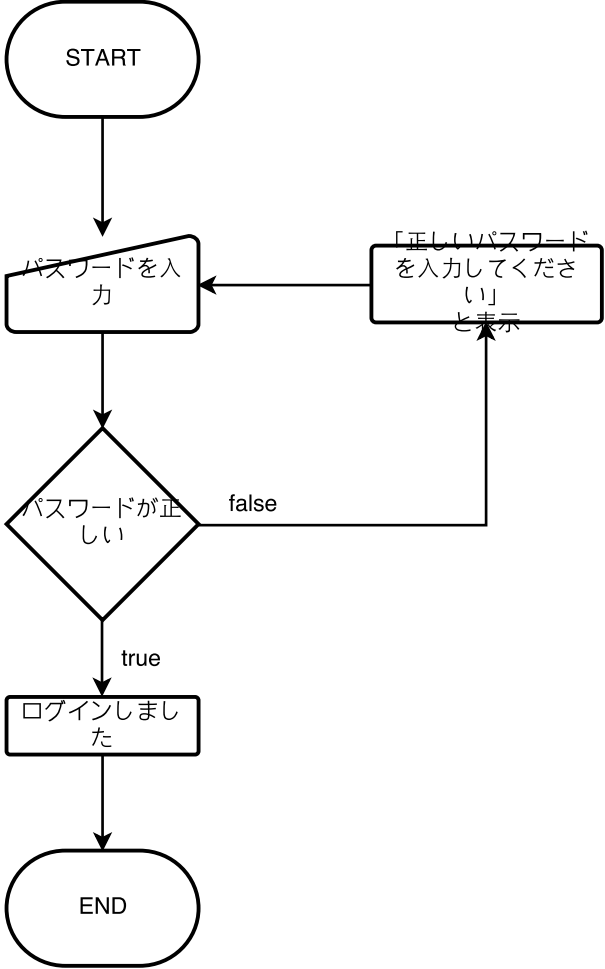 START
パスワードを入
力
「正しいパスワード
を入力してくださ
い」
と表示
パスワードが正
しい
false
true
ログインしまし
た
END